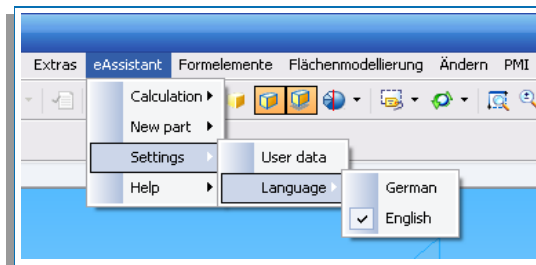 Extras eAssistant Formelemente Flächenmodellierung Ändern PMI
Calculation
New part
Settings User data
Help Language German
English